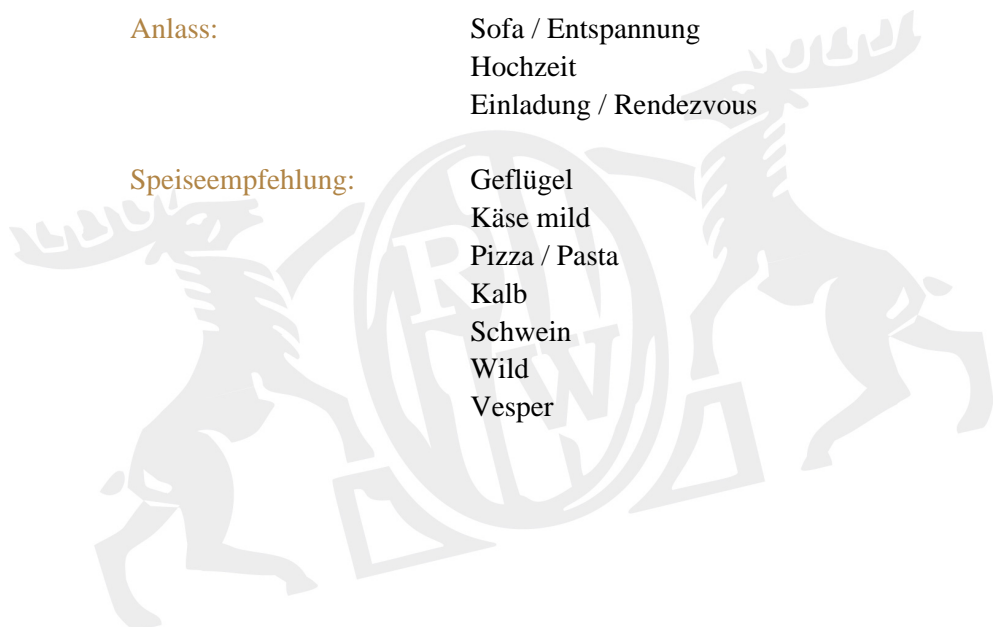 Anlass: Sofa / Entspannung
Hochzeit
Einladung / Rendezvous
Speiseempfehlung: Geflügel
Käse mild
Pizza / Pasta
Kalb
Schwein
Wild
Vesper
R
W